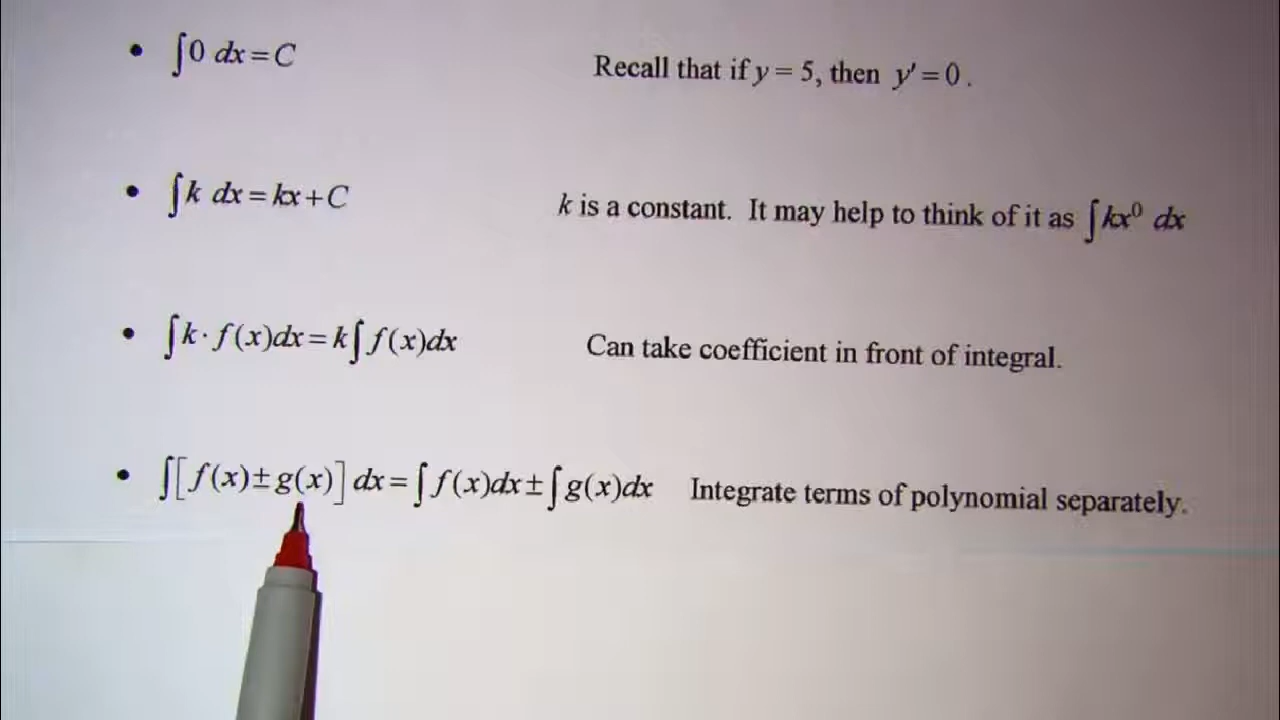 • ∫0 dx = C Recall that if y = 5, then y′ = 0.
• ∫k dx = kx + C k is a constant. It may help to think of it as ∫kx⁰ dx
• ∫k · f(x)dx = k∫f(x)dx Can take coefficient in front of integral.
• ∫[f(x) ± g(x)] dx = ∫f(x)dx ± ∫g(x)dx Integrate terms of polynomial separately.